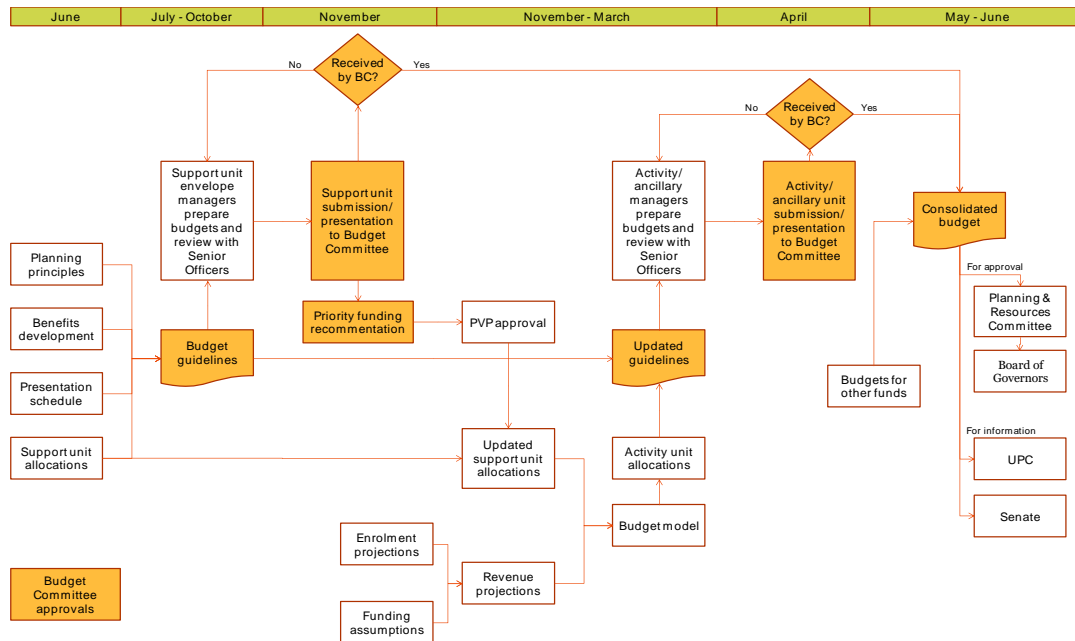 June
July - October
November
November - March
April
May - June
No
Received
by BC?
Yes
No
Received
by BC?
Yes
Support unit
envelope
managers
prepare
budgets and
review with
Senior
Officers
Support unit
submission/
presentation
to Budget
Committee
Activity/
ancillary
managers
prepare
budgets and
review with
Senior
Officers
Activity/
ancillary unit
submission/
presentation
to Budget
Committee
Consolidated
budget
Planning
principles
For approval
Planning &
Resources
Committee
Benefits
development
Priority funding
recommentation
PVP approval
Budget
guidelines
Updated
guidelines
Board of
Governors
Presentation
schedule
Budgets for
other funds
Support unit
allocations
Updated
support unit
allocations
Activity unit
allocations
For information
UPC
Senate
Budget model
Enrolment
projections
Revenue
projections
Funding
assumptions
Budget
Committee
approvals